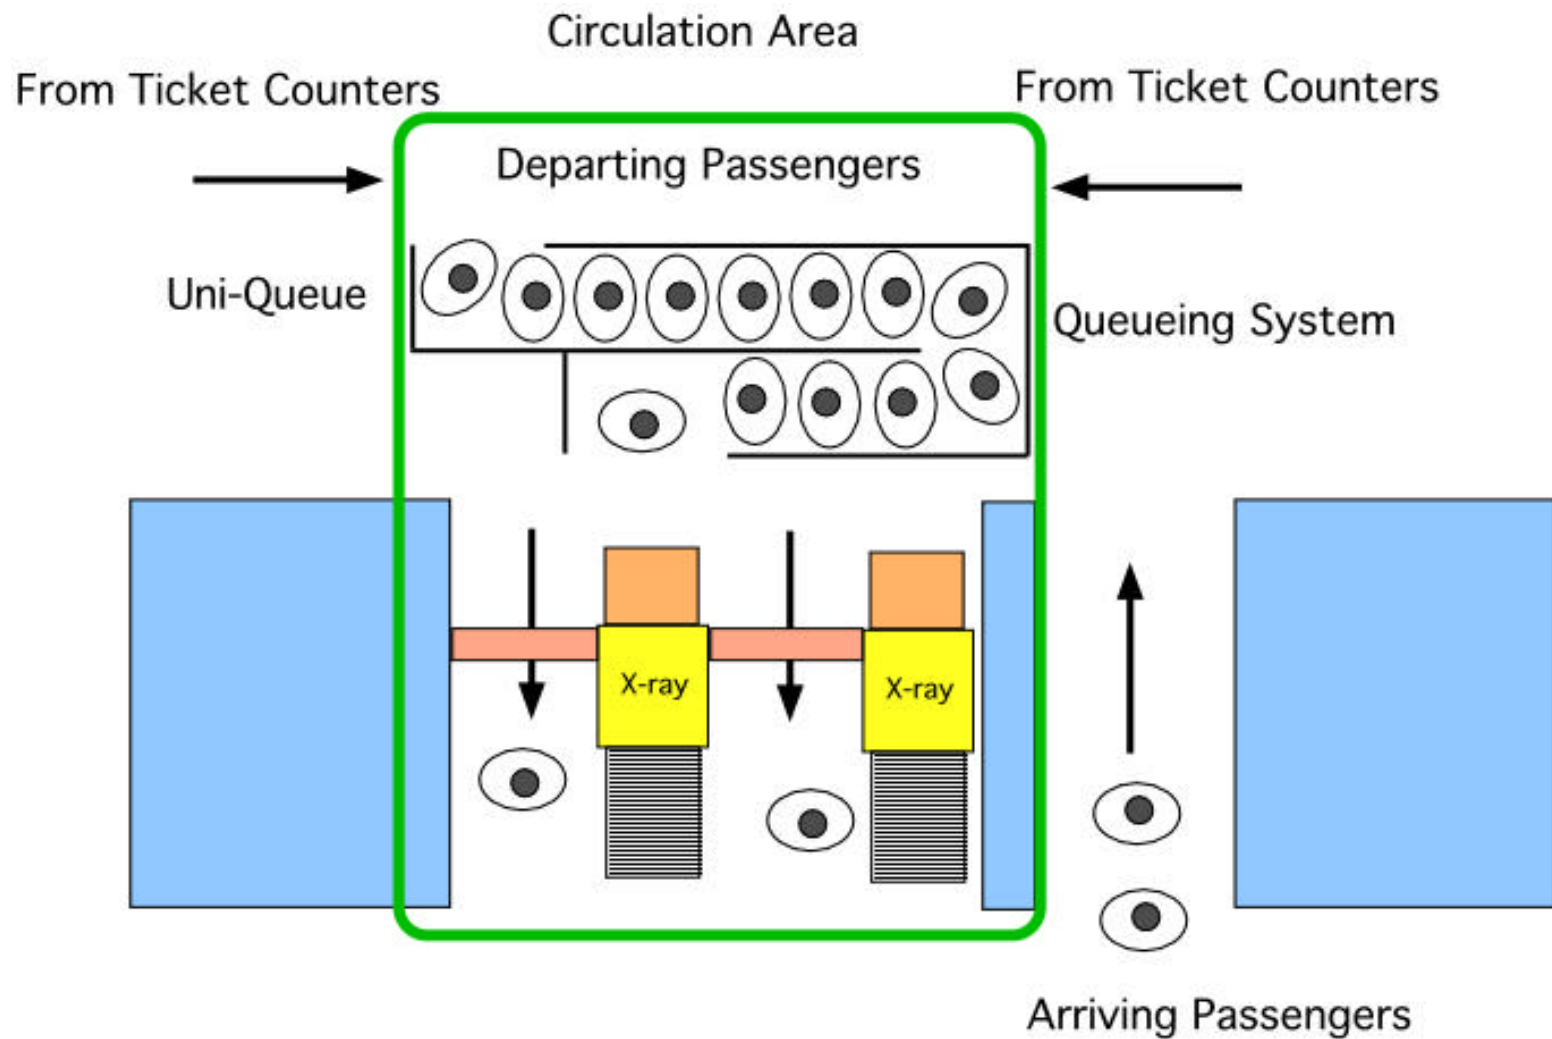 Circulation Area
From Ticket Counters
From Ticket Counters
Departing Passengers
Uni-Queue
Queueing System
X-ray
X-ray
Arriving Passengers